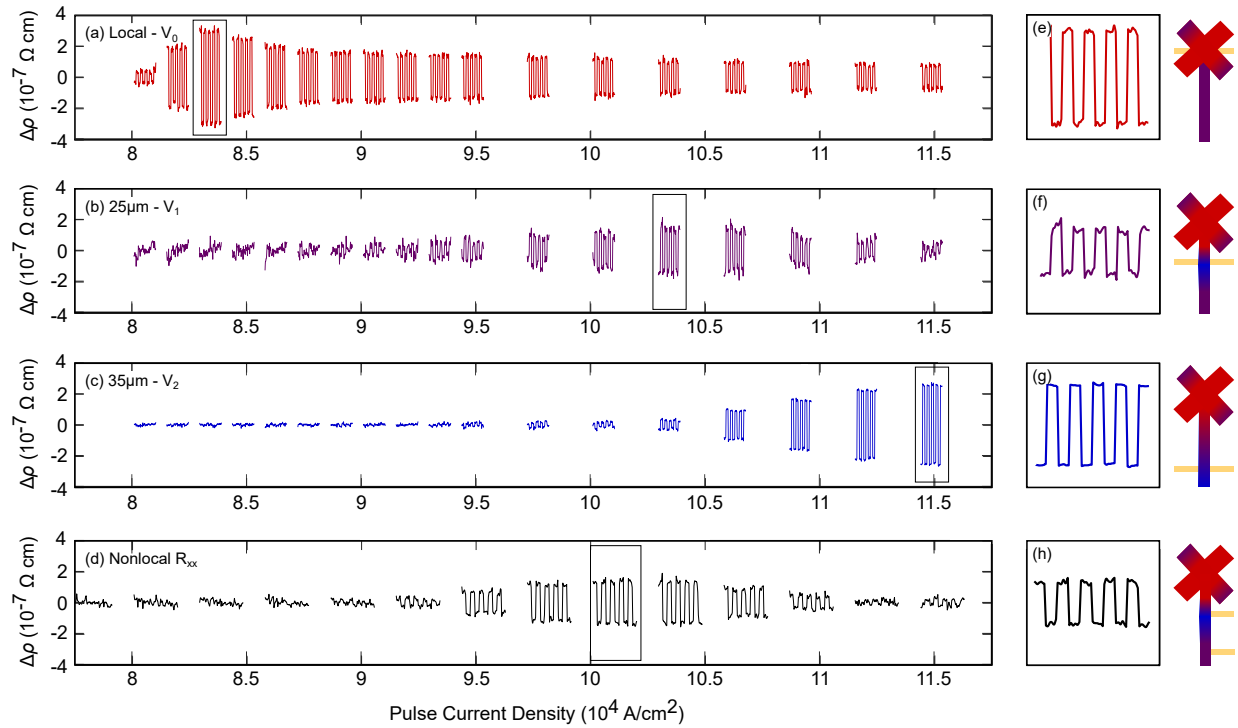 (a) Local - V0
Δρ (10-7 Ω cm)
4
2
0
-2
-4
8 8.5 9 9.5 10 10.5 11 11.5
(e)
(b) 25µm - V1
Δρ (10-7 Ω cm)
4
2
0
-2
-4
8 8.5 9 9.5 10 10.5 11 11.5
(f)
(c) 35µm - V2
Δρ (10-7 Ω cm)
4
2
0
-2
-4
8 8.5 9 9.5 10 10.5 11 11.5
(g)
(d) Nonlocal Rxx
Δρ (10-7 Ω cm)
4
2
0
-2
-4
8 8.5 9 9.5 10 10.5 11 11.5
(h)
Pulse Current Density (104 A/cm2)